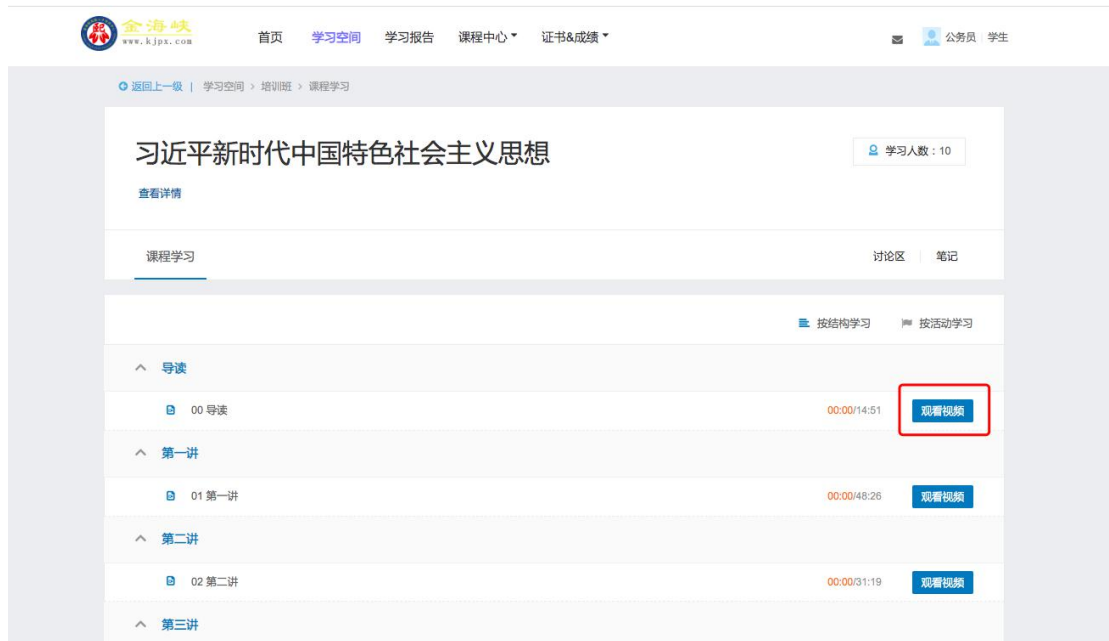 金海峡
www.kjpx.com
首页 学习空间 学习报告 课程中心 证书&成绩
公务员 学生
返回上一级 | 学习空间 > 培训班 > 课程学习
习近平新时代中国特色社会主义思想
学习人数：10
查看详情
课程学习 讨论区 笔记
按结构学习 按活动学习
导读
00 导读 00:00/14:51 观看视频
第一讲
01 第一讲 00:00/48:26 观看视频
第二讲
02 第二讲 00:00/31:19 观看视频
第三讲